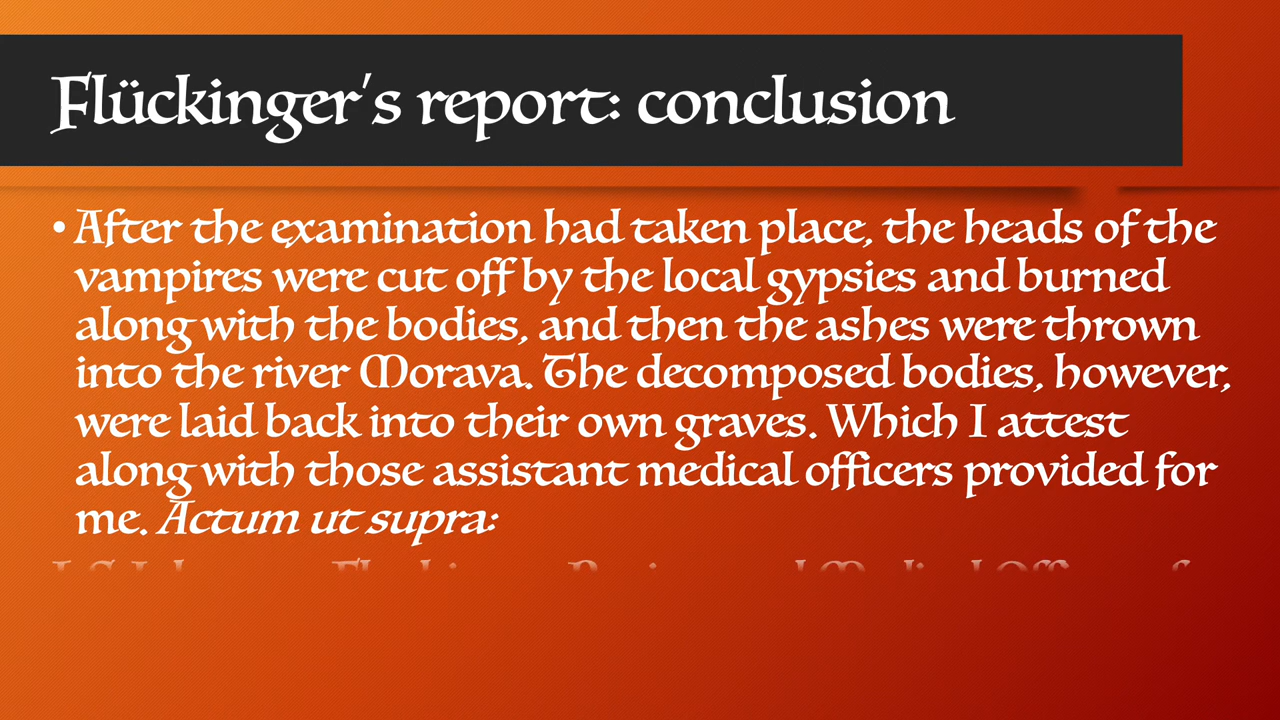 Flückinger's report: conclusion
• After the examination had taken place, the heads of the
vampires were cut off by the local gypsies and burned
along with the bodies, and then the ashes were thrown
into the river Morava. The decomposed bodies, however,
were laid back into their own graves. Which I attest
along with those assistant medical officers provided for
me. Actum ut supra: